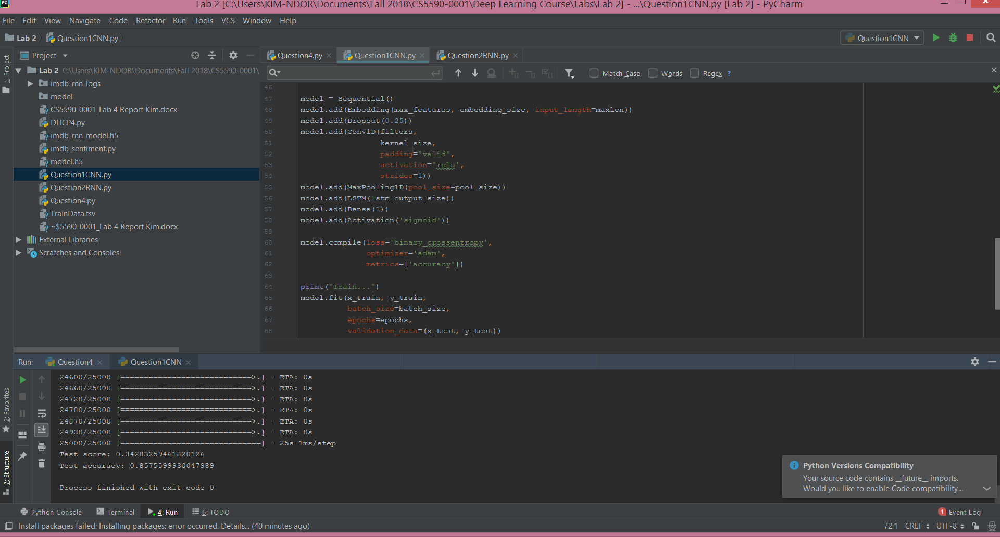 Lab 2 [C:\Users\KIM-NDOR\Documents\Fall 2018\CS5590-0001\Deep Learning Course\Labs\Lab 2] - ...\Question1CNN.py [Lab 2] - PyCharm
File Edit View Navigate Code Refactor Run Tools VCS Window Help
Lab 2 Question1CNN.py
Question1CNN
1: Project
Project
Question4.py Question1CNN.py Question2RNN.py
Match Case Words Regex ?
Lab 2 C:\Users\KIM-NDOR\Documents\Fall 2018\CS5590-0001\
imdb_rnn_logs
model
CS5590-0001_Lab 4 Report Kim.docx
DLICP4.py
imdb_rnn_model.h5
imdb_sentiment.py
model.h5
Question1CNN.py
Question2RNN.py
Question4.py
TrainData.tsv
~$5590-0001_Lab 4 Report Kim.docx
External Libraries
Scratches and Consoles
46
47 model = Sequential()
48 model.add(Embedding(max_features, embedding_size, input_length=maxlen))
49 model.add(Dropout(0.25))
50 model.add(Conv1D(filters,
51 kernel_size,
52 padding='valid',
53 activation='relu',
54 strides=1))
55 model.add(MaxPooling1D(pool_size=pool_size))
56 model.add(LSTM(lstm_output_size))
57 model.add(Dense(1))
58 model.add(Activation('sigmoid'))
59
60 model.compile(loss='binary_crossentropy',
61 optimizer='adam',
62 metrics=['accuracy'])
63
64 print('Train...')
65 model.fit(x_train, y_train,
66 batch_size=batch_size,
67 epochs=epochs,
68 validation_data=(x_test, y_test))
Run: Question4 Question1CNN
24600/25000 [============================>.] - ETA: 0s
24660/25000 [============================>.] - ETA: 0s
24720/25000 [============================>.] - ETA: 0s
24780/25000 [============================>.] - ETA: 0s
24870/25000 [============================>.] - ETA: 0s
24930/25000 [============================>.] - ETA: 0s
25000/25000 [==============================] - 25s 1ms/step
Test score: 0.34283259461820126
Test accuracy: 0.8575599930047989
Process finished with exit code 0
2: Favorites
7: Structure
Python Versions Compatibility
Your source code contains __future__ imports.
Would you like to enable Code compatibility...
Python Console Terminal 4: Run 6: TODO
1 Event Log
Install packages failed: Installing packages: error occurred. Details... (40 minutes ago)
72:1 CRLF UTF-8